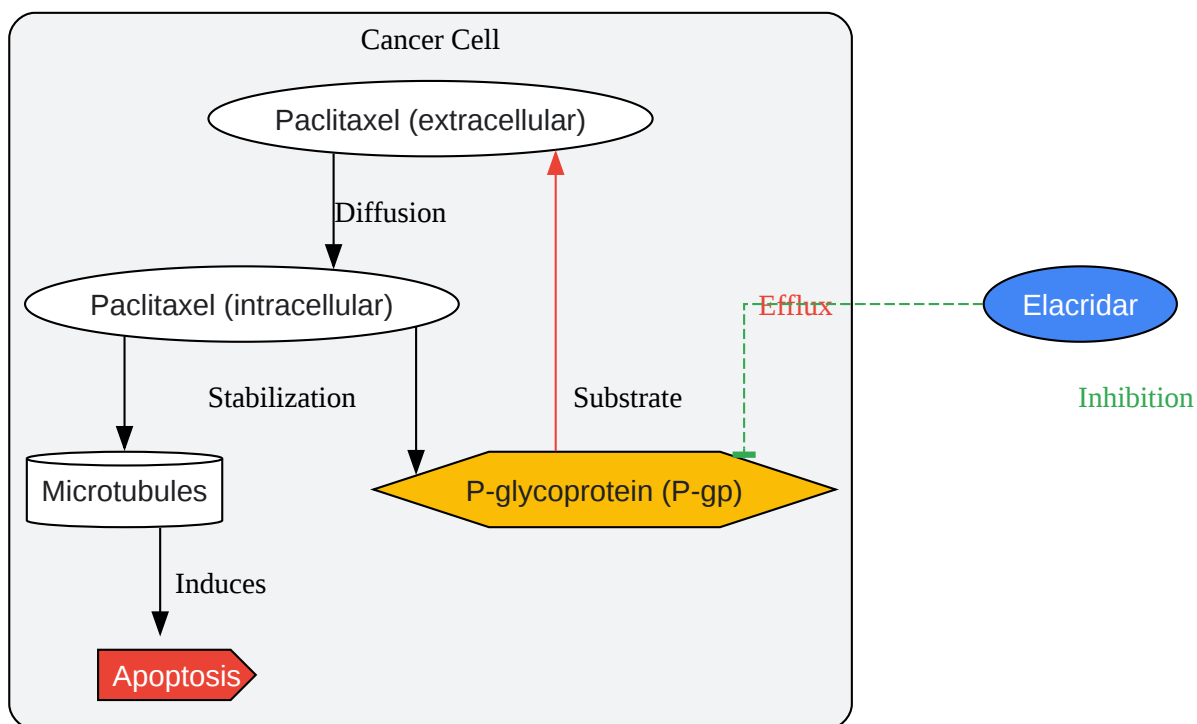 Cancer Cell
Paclitaxel (extracellular)
Diffusion
Paclitaxel (intracellular)
Efflux
Elacridar
Stabilization
Substrate
Inhibition
Microtubules
P-glycoprotein (P-gp)
Induces
Apoptosis